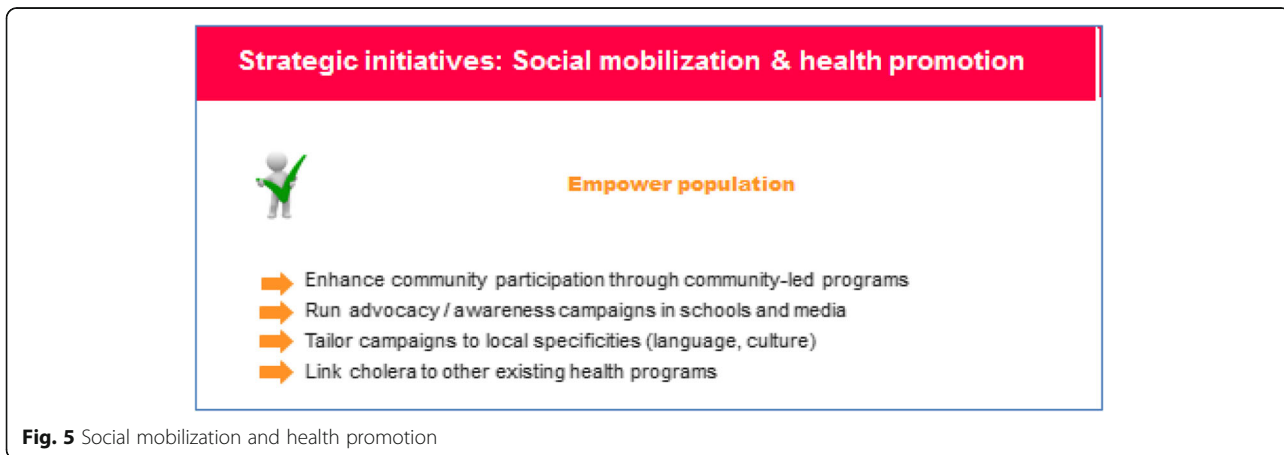 Strategic initiatives: Social mobilization & health promotion
Empower population
Enhance community participation through community-led programs
Run advocacy / awareness campaigns in schools and media
Tailor campaigns to local specificities (language, culture)
Link cholera to other existing health programs
Fig. 5 Social mobilization and health promotion